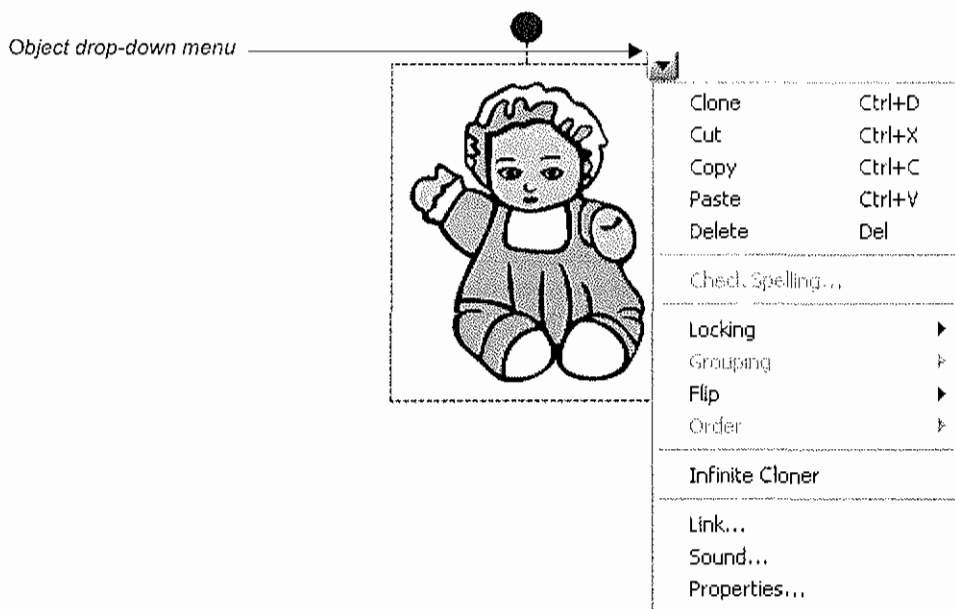 Object drop-down menu
Clone Ctrl+D
Cut Ctrl+X
Copy Ctrl+C
Paste Ctrl+V
Delete Del
Check Spelling...
Locking
Grouping
Flip
Order
Infinite Cloner
Link...
Sound...
Properties...